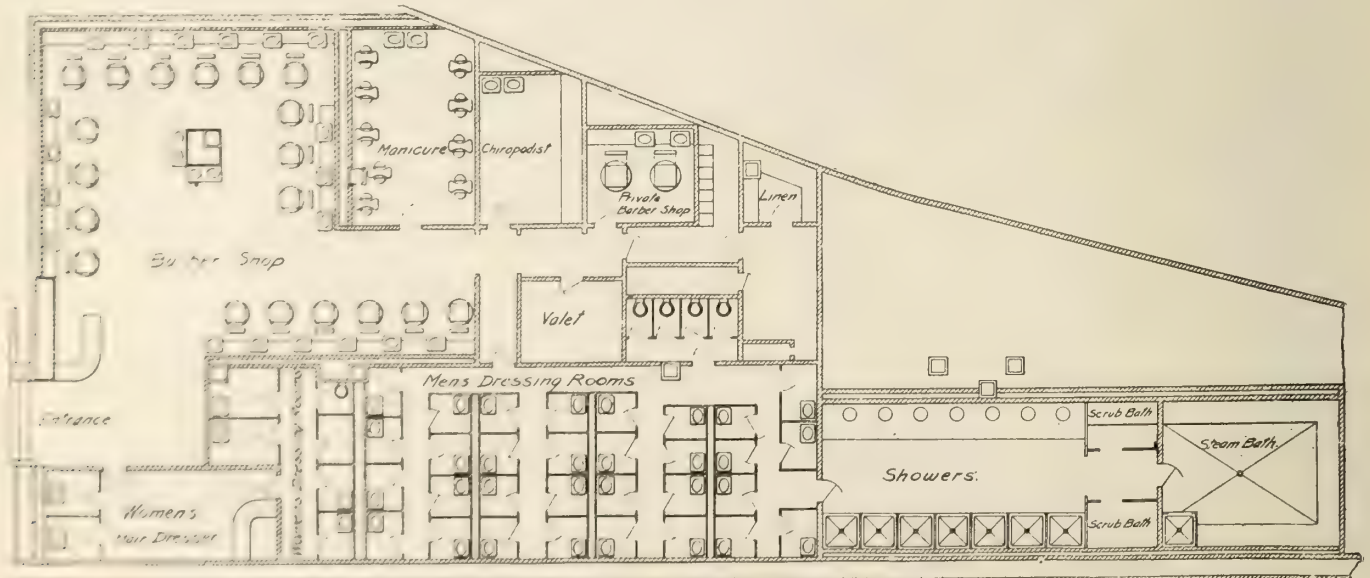 Manicure
Chiropodist
Private
Barber Shop
Linen
Barber Shop
Valet
Mens Dressing Rooms
Entrance
Scrub Bath
Steam Bath.
Showers.
Womens
Hair Dresser
Scrub Bath